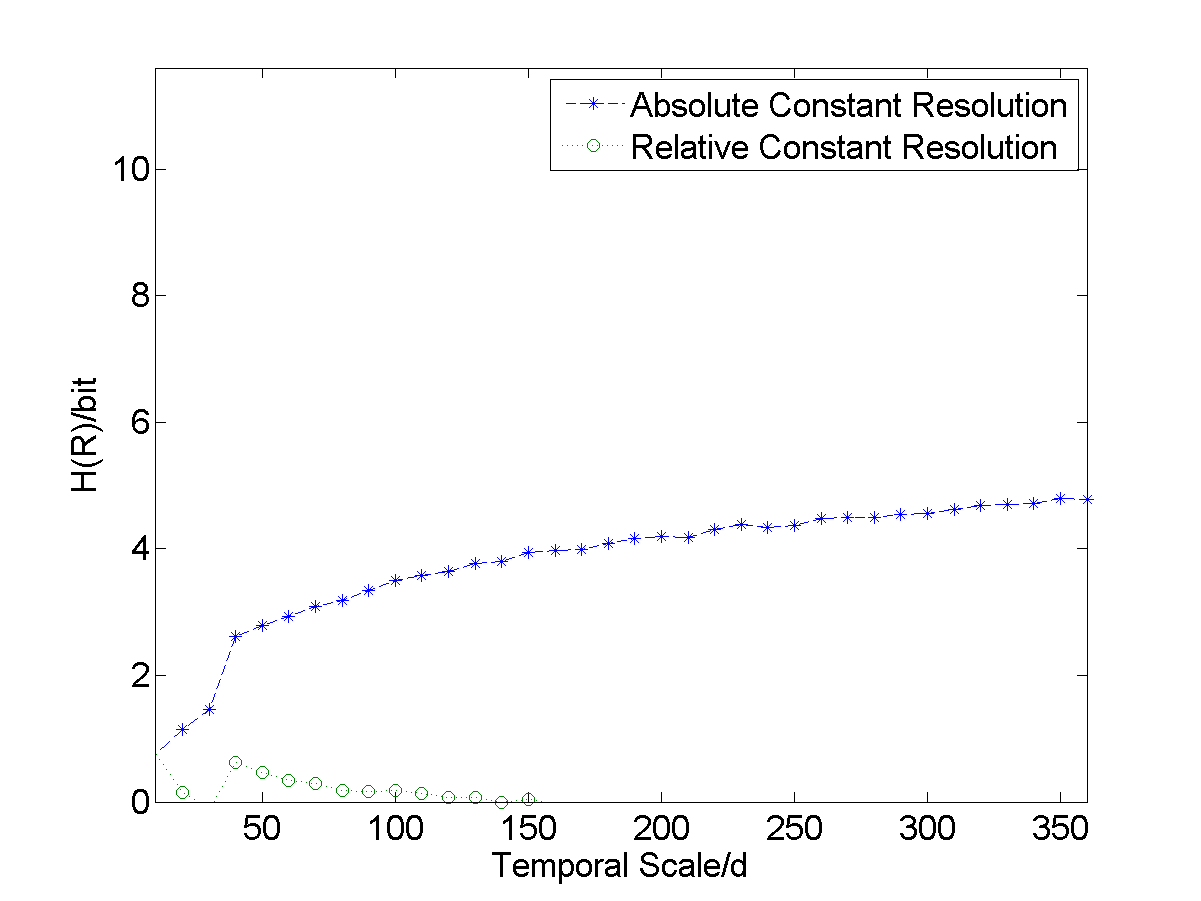 Absolute Constant Resolution
Relative Constant Resolution
10
8
6
4
2
0
H(R)/bit
50 100 150 200 250 300 350
Temporal Scale/d